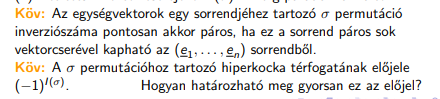 Köv: Az egységvektorok egy sorrendjéhez tartozó σ permutáció
inverziószáma pontosan akkor páros, ha ez a sorrend páros sok
vektorcserével kapható az (e₁, . . . , eₙ) sorrendből.
Köv: A σ permutációhoz tartozó hiperkocka térfogatának előjele
(−1)^{I(σ)}. Hogyan határozható meg gyorsan ez az előjel?